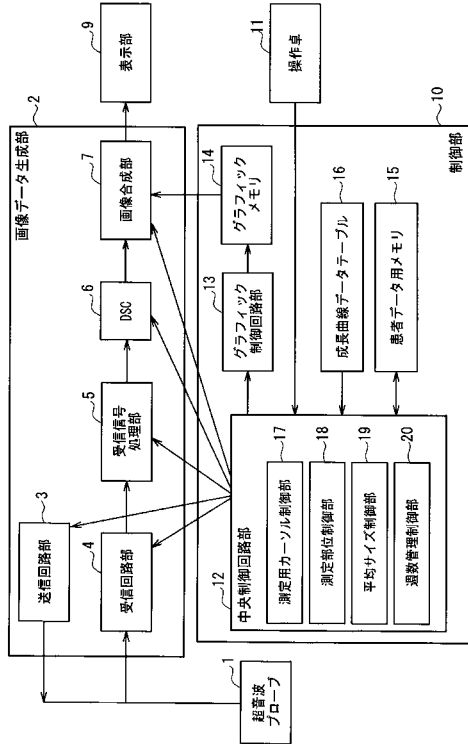 2
画像データ生成部
3
送信回路部
4
受信回路部
5
受信信号
処理部
6
DSC
7
画像合成部
9
表示部
1
超音波
プローブ
10
制御部
11
操作卓
12
中央制御回路部
17
測定用カーソル制御部
18
測定部位制御部
19
平均サイズ制御部
20
週数管理制御部
13
グラフィック
制御回路部
14
グラフィック
メモリ
16
成長曲線データテーブル
15
患者データ用メモリ